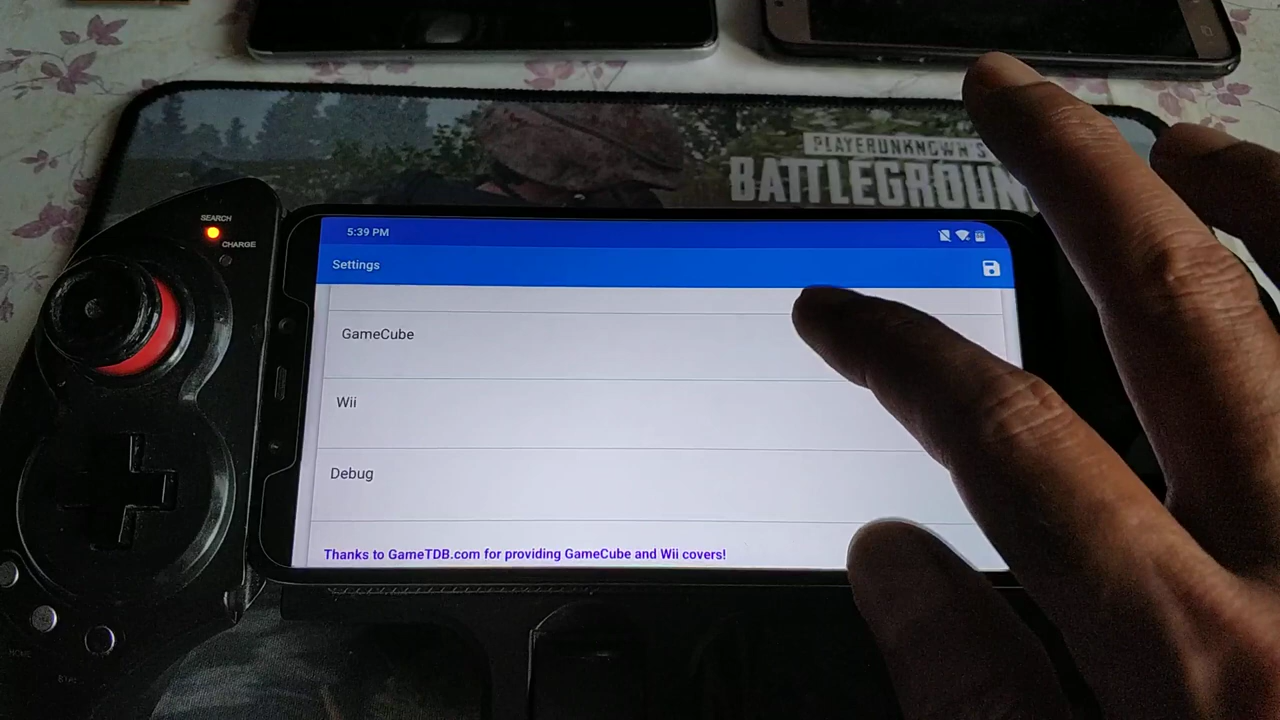 PLAYERUNKNOWN'S
BATTLEGROUN
SEARCH
CHARGE
5:39 PM
Settings
GameCube
Wii
Debug
Thanks to GameTDB.com for providing GameCube and Wii covers!
HOME